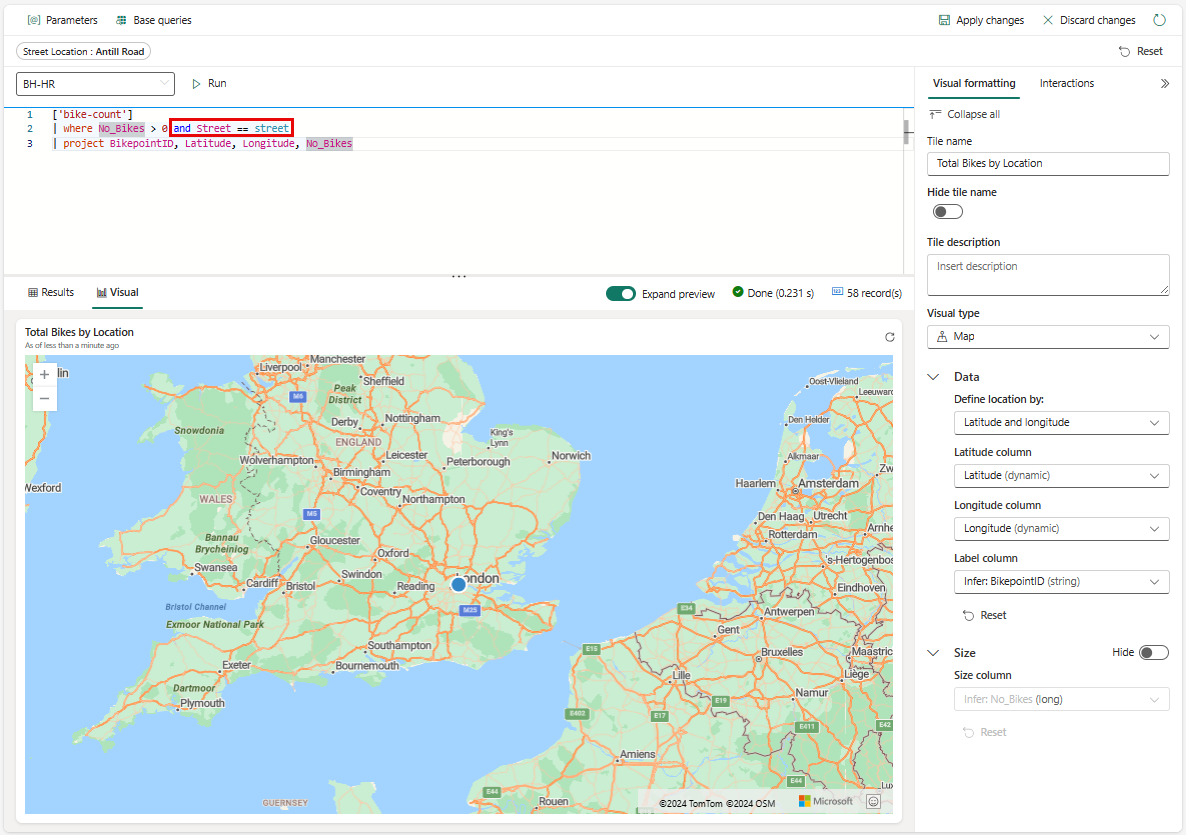 Parameters Base queries Apply changes Discard changes
Street Location : Antill Road Reset
BH-HR Run
1 ['bike-count']
2 | where No_Bikes > 0 and Street == street
3 | project BikepointID, Latitude, Longitude, No_Bikes
Results Visual Expand preview Done (0.231 s) 58 record(s)
Total Bikes by Location
As of less than a minute ago
+
−
lin
Liverpool
Manchester
Sheffield
M6
Peak
District
Derby
Nottingham
ENGLAND
King's
Lynn
Snowdonia
Leicester
Norwich
Wolverhampton
Peterborough
Birmingham
Wexford
Coventry
Northampton
WALES
M5
Bannau
Brycheiniog
Gloucester
Oxford
Swansea
Swindon
Cardiff
Bristol
Reading
ondon
M25
Bristol Channel
Exmoor National Park
Southampton
Bournemouth
Exeter
Dartmoor
Plymouth
GUERNSEY
Oost-Vlieland
Leeuwar
Den Helder
Alkmaar
Zw
Haarlem
Amsterdam
Den Haag
Utrecht
Arnhe
Rotterdam
's-Hertogenbos
Eindhoven
E34
Antwerpen
Gent
E15
Bruxelles
Maastric
Lille
Liège
Namur
E19
E402
E17
E411
E42
Amiens
E44
E44
Lux
Rouen
©2024 TomTom ©2024 OSM Microsoft
Visual formatting Interactions
Collapse all
Tile name
Total Bikes by Location
Hide tile name
Tile description
Insert description
Visual type
Map
Data
Define location by:
Latitude and longitude
Latitude column
Latitude (dynamic)
Longitude column
Longitude (dynamic)
Label column
Infer: BikepointID (string)
Reset
Size Hide
Size column
Infer: No_Bikes (long)
Reset